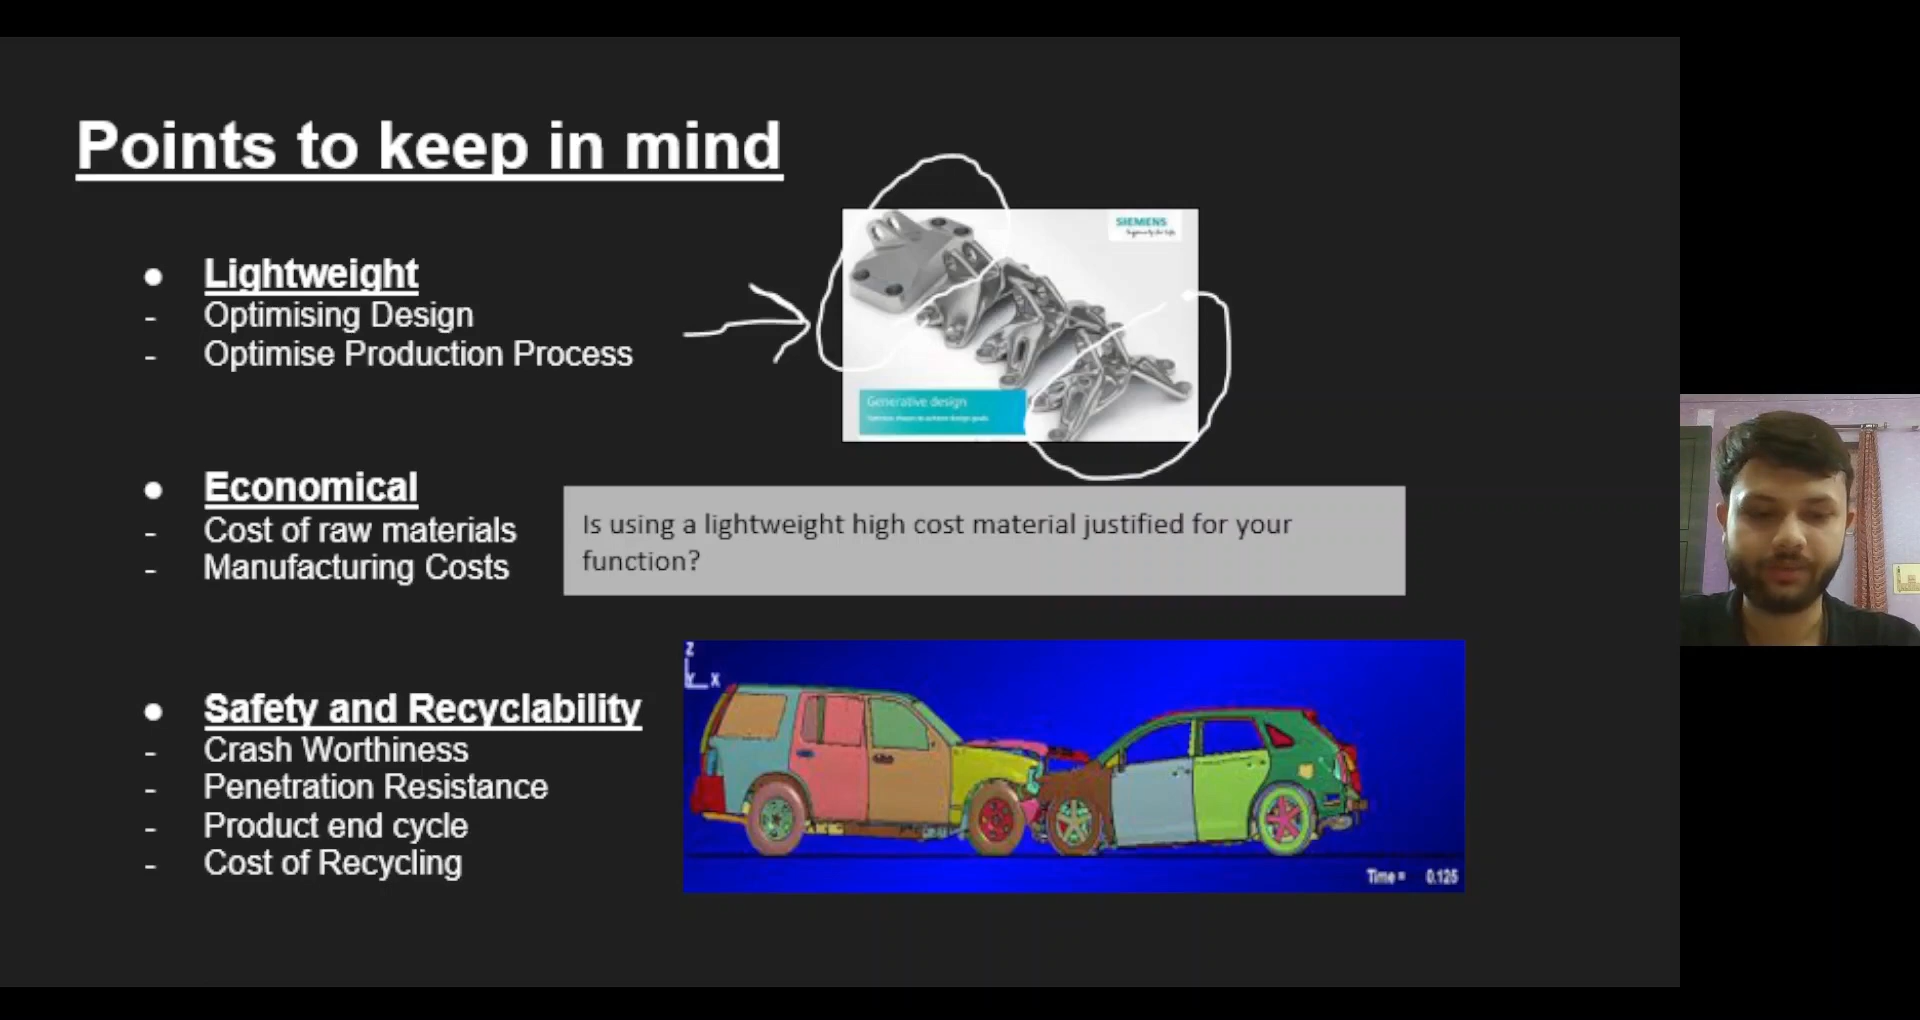 Points to keep in mind
● Lightweight
- Optimising Design
- Optimise Production Process
SIEMENS
Generative design
● Economical
- Cost of raw materials
- Manufacturing Costs
Is using a lightweight high cost material justified for your
function?
● Safety and Recyclability
- Crash Worthiness
- Penetration Resistance
- Product end cycle
- Cost of Recycling
Z
Y X
Time = 0.125